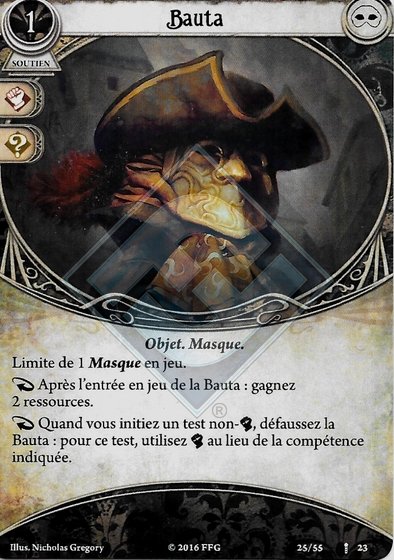 1
Bauta
SOUTIEN
?
Objet. Masque.
Limite de 1 Masque en jeu.
Après l'entrée en jeu de la Bauta : gagnez
2 ressources.
Quand vous initiez un test non-, défaussez la
Bauta : pour ce test, utilisez au lieu de la compétence
indiquée.
®
Illus. Nicholas Gregory © 2016 FFG 25/55 23